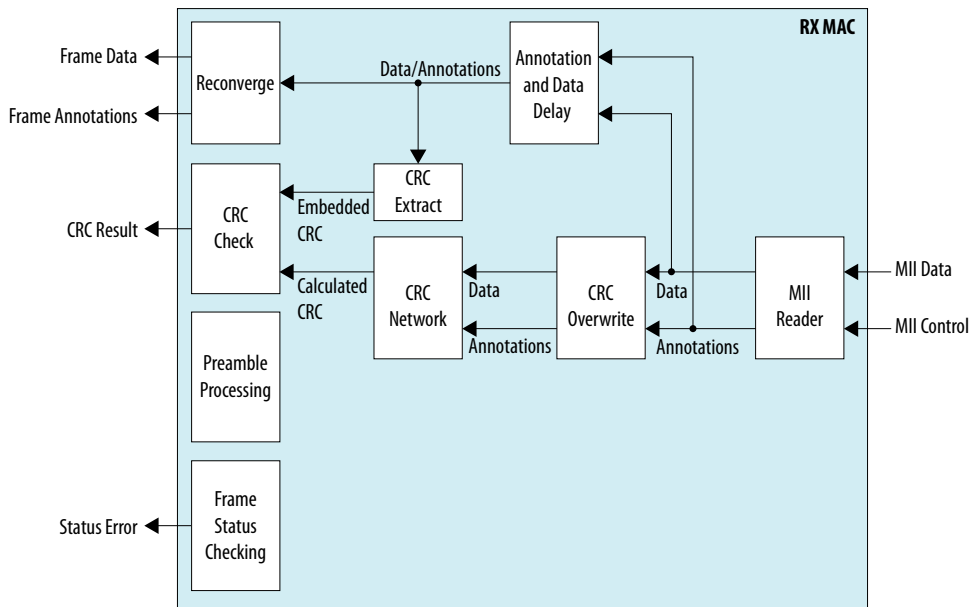 RX MAC
Frame Data
Frame Annotations
Reconverge
Data/Annotations
Annotation
and Data
Delay
CRC
Extract
Embedded
CRC
CRC Result
CRC
Check
Calculated
CRC
CRC
Network
Data
Annotations
CRC
Overwrite
Data
Annotations
MII
Reader
MII Data
MII Control
Preamble
Processing
Status Error
Frame
Status
Checking